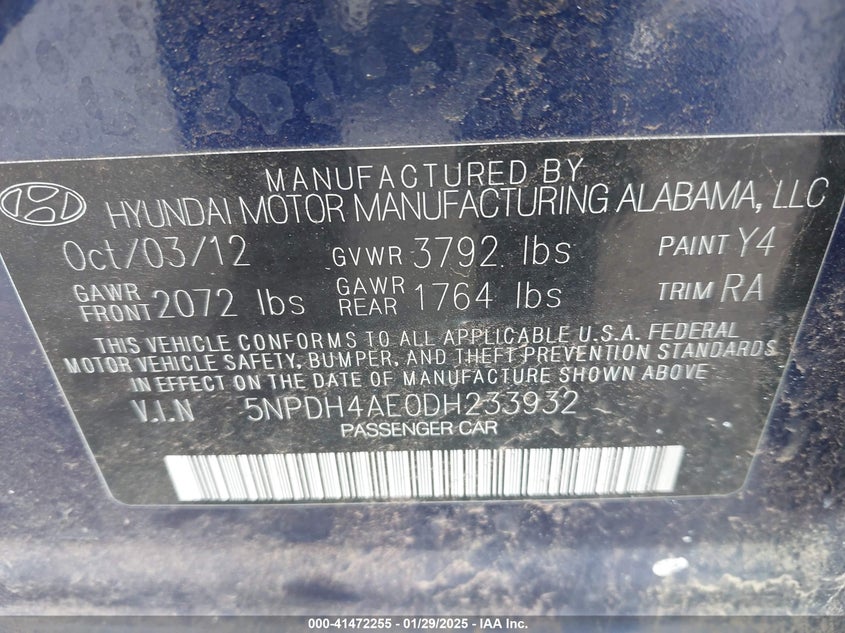 MANUFACTURED BY
HYUNDAI MOTOR MANUFACTURING ALABAMA, LLC
Oct/03/12 GVWR 3792 lbs PAINT Y4
GAWR FRONT 2072 lbs GAWR REAR 1764 lbs TRIM RA
THIS VEHICLE CONFORMS TO ALL APPLICABLE U.S.A. FEDERAL
MOTOR VEHICLE SAFETY, BUMPER, AND THEFT PREVENTION STANDARDS
IN EFFECT ON THE DATE OF MANUFACTURE SHOWN ABOVE.
V.I.N 5NPDH4AE0DH233932
PASSENGER CAR
000-41472255 - 01/29/2025 - IAA Inc.